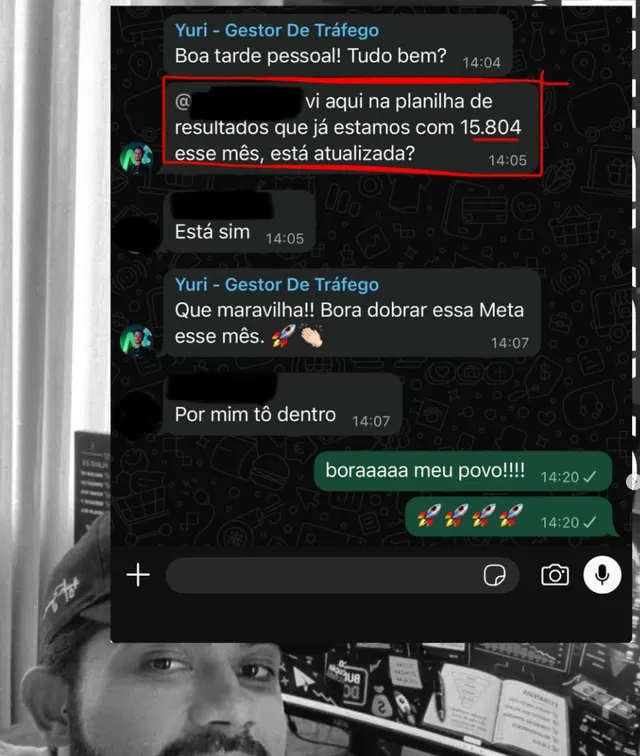 Yuri - Gestor De Tráfego
Boa tarde pessoal! Tudo bem?
14:04
@ vi aqui na planilha de
resultados que já estamos com 15.804
esse mês, está atualizada?
14:05
Está sim
14:05
Yuri - Gestor De Tráfego
Que maravilha!! Bora dobrar essa Meta
esse mês. 🚀👏🏻
14:07
Por mim tô dentro
14:07
boraaaaa meu povo!!!!
14:20
🚀🚀🚀🚀
14:20